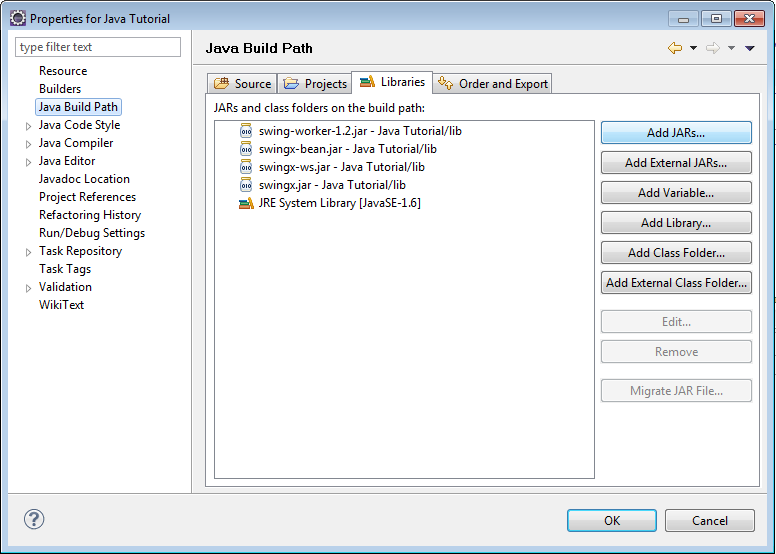 Properties for Java Tutorial
type filter text
Resource
Builders
Java Build Path
Java Code Style
Java Compiler
Java Editor
Javadoc Location
Project References
Refactoring History
Run/Debug Settings
Task Repository
Task Tags
Validation
WikiText
Java Build Path
Source
Projects
Libraries
Order and Export
JARs and class folders on the build path:
swing-worker-1.2.jar - Java Tutorial/lib
swingx-bean.jar - Java Tutorial/lib
swingx-ws.jar - Java Tutorial/lib
swingx.jar - Java Tutorial/lib
JRE System Library [JavaSE-1.6]
Add JARs...
Add External JARs...
Add Variable...
Add Library...
Add Class Folder...
Add External Class Folder...
Edit...
Remove
Migrate JAR File...
?
OK
Cancel